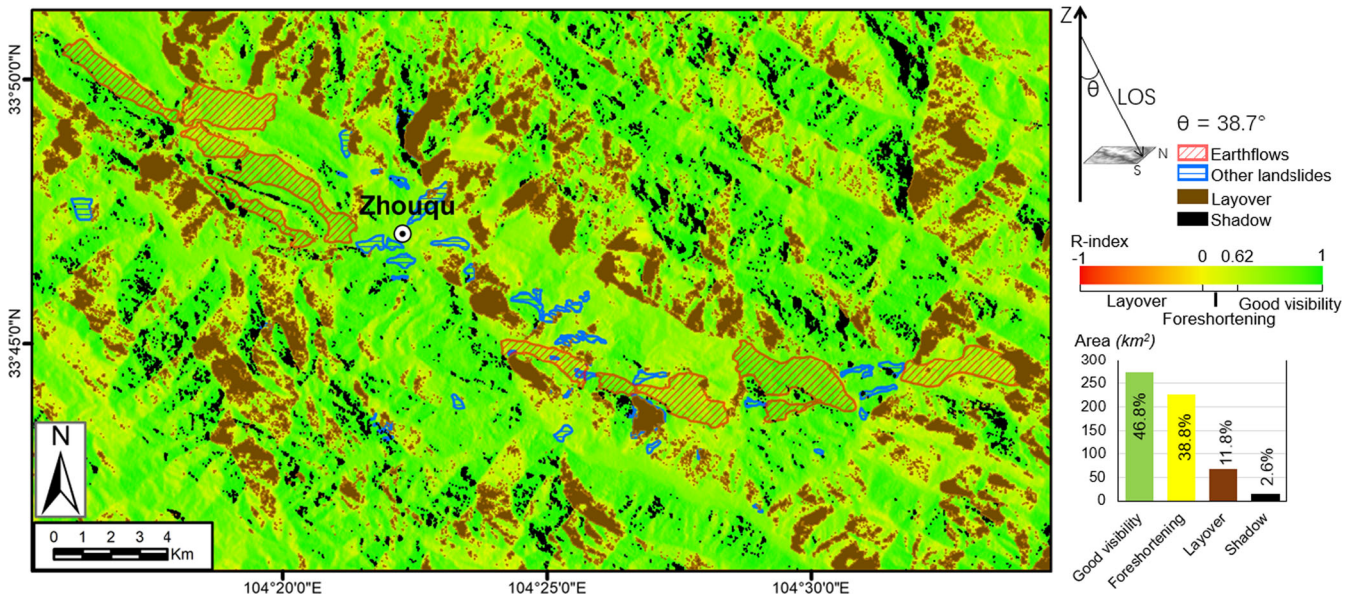 33°50'0"N
33°45'0"N
Zhouqu
N
0 1 2 3 4
Km
104°20'0"E
104°25'0"E
104°30'0"E
Z
θ
LOS
N
S
θ = 38.7°
Earthflows
Other landslides
Layover
Shadow
R-index
-1 0 0.62 1
Layover Good visibility
Foreshortening
Area (km²)
300
250
200
150
100
50
0
46.8%
38.8%
11.8%
2.6%
Good visibility
Foreshortening
Layover
Shadow